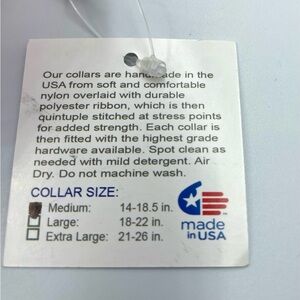 Our collars are handmade in the
USA from soft and comfortable
nylon overlaid with durable
polyester ribbon, which is then
quintuple stitched at stress points
for added strength. Each collar is
then fitted with the highest grade
hardware available. Spot clean as
needed with mild detergent. Air
Dry. Do not machine wash.
COLLAR SIZE:
Medium: 14-18.5 in.
Large: 18-22 in.
Extra Large: 21-26 in.
made
in USA